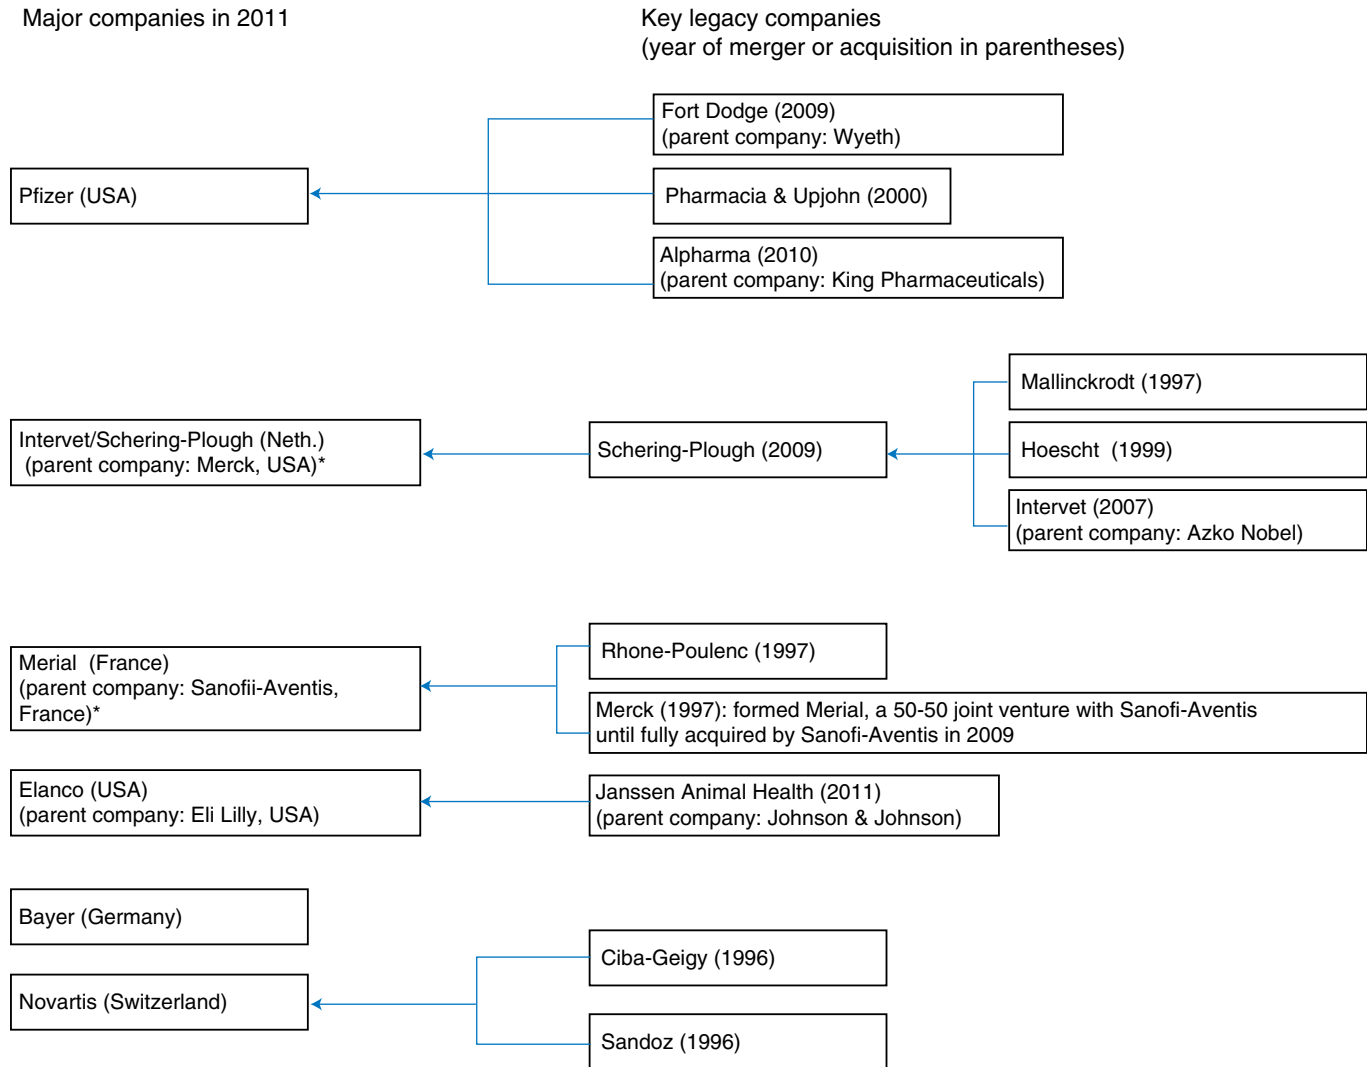 Major companies in 2011
Key legacy companies
(year of merger or acquisition in parentheses)
Fort Dodge (2009)
(parent company: Wyeth)
Pfizer (USA)
Pharmacia & Upjohn (2000)
Alpharma (2010)
(parent company: King Pharmaceuticals)
Mallinckrodt (1997)
Intervet/Schering-Plough (Neth.)
(parent company: Merck, USA)*
Schering-Plough (2009)
Hoescht (1999)
Intervet (2007)
(parent company: Azko Nobel)
Rhone-Poulenc (1997)
Merial (France)
(parent company: Sanofii-Aventis,
France)*
Merck (1997): formed Merial, a 50-50 joint venture with Sanofi-Aventis
until fully acquired by Sanofi-Aventis in 2009
Elanco (USA)
(parent company: Eli Lilly, USA)
Janssen Animal Health (2011)
(parent company: Johnson & Johnson)
Bayer (Germany)
Ciba-Geigy (1996)
Novartis (Switzerland)
Sandoz (1996)